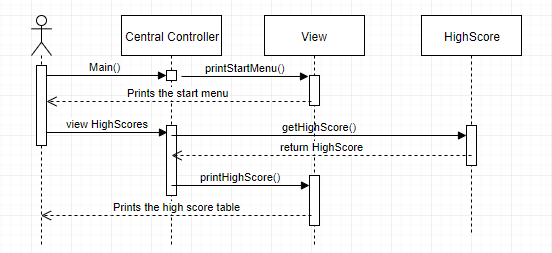 Central Controller
View
HighScore
Main()
printStartMenu()
Prints the start menu
view HighScores
getHighScore()
return HighScore
printHighScore()
Prints the high score table